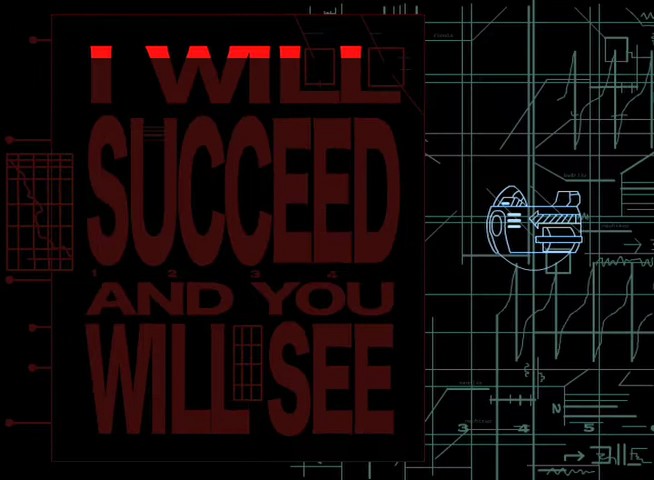 I WILL
SUCCEED
1 2 3 4
AND YOU
WILL SEE
3 4 5
N